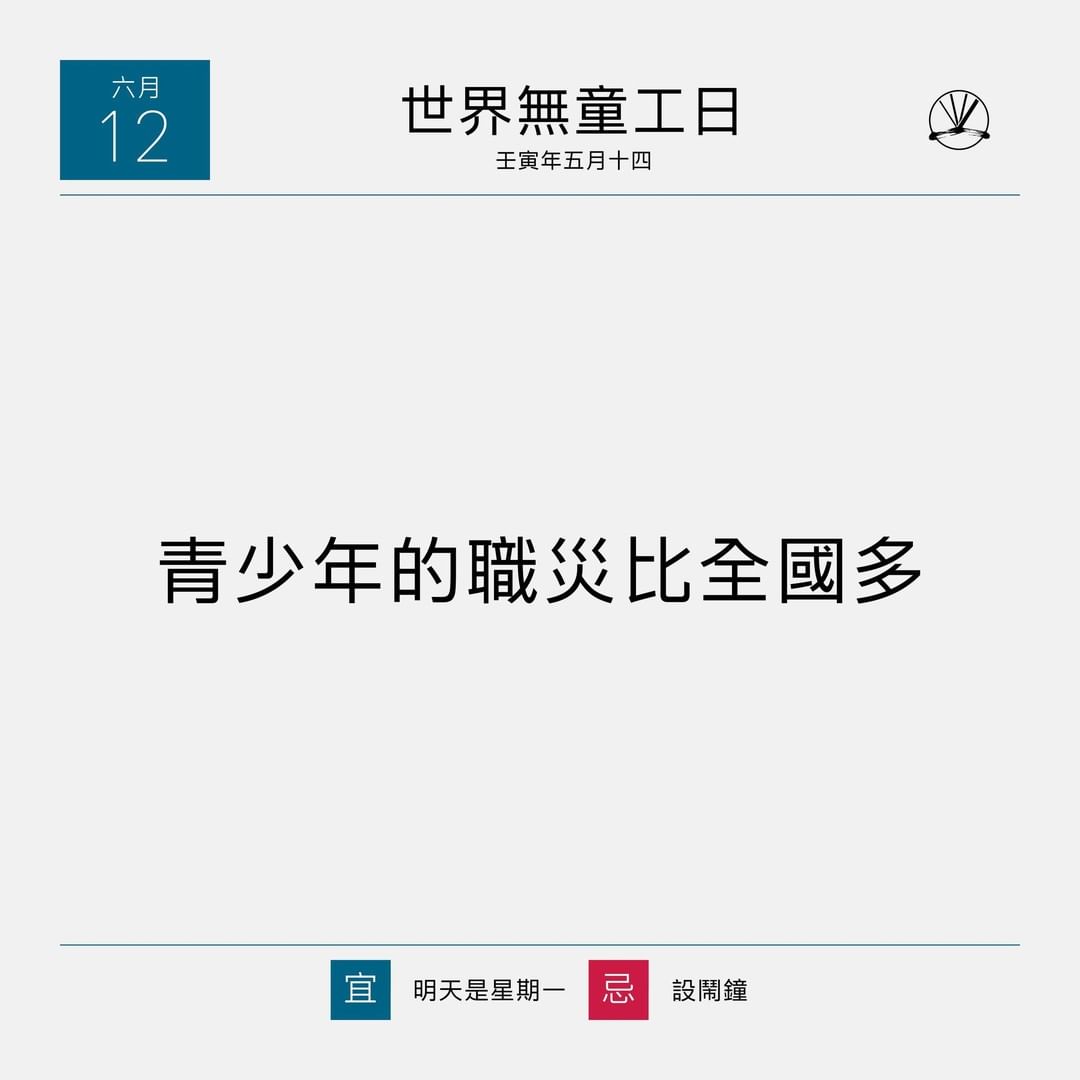 六月
12
世界無童工日
壬寅年五月十四
青少年的職災比全國多
宜 明天是星期一 忌 設鬧鐘